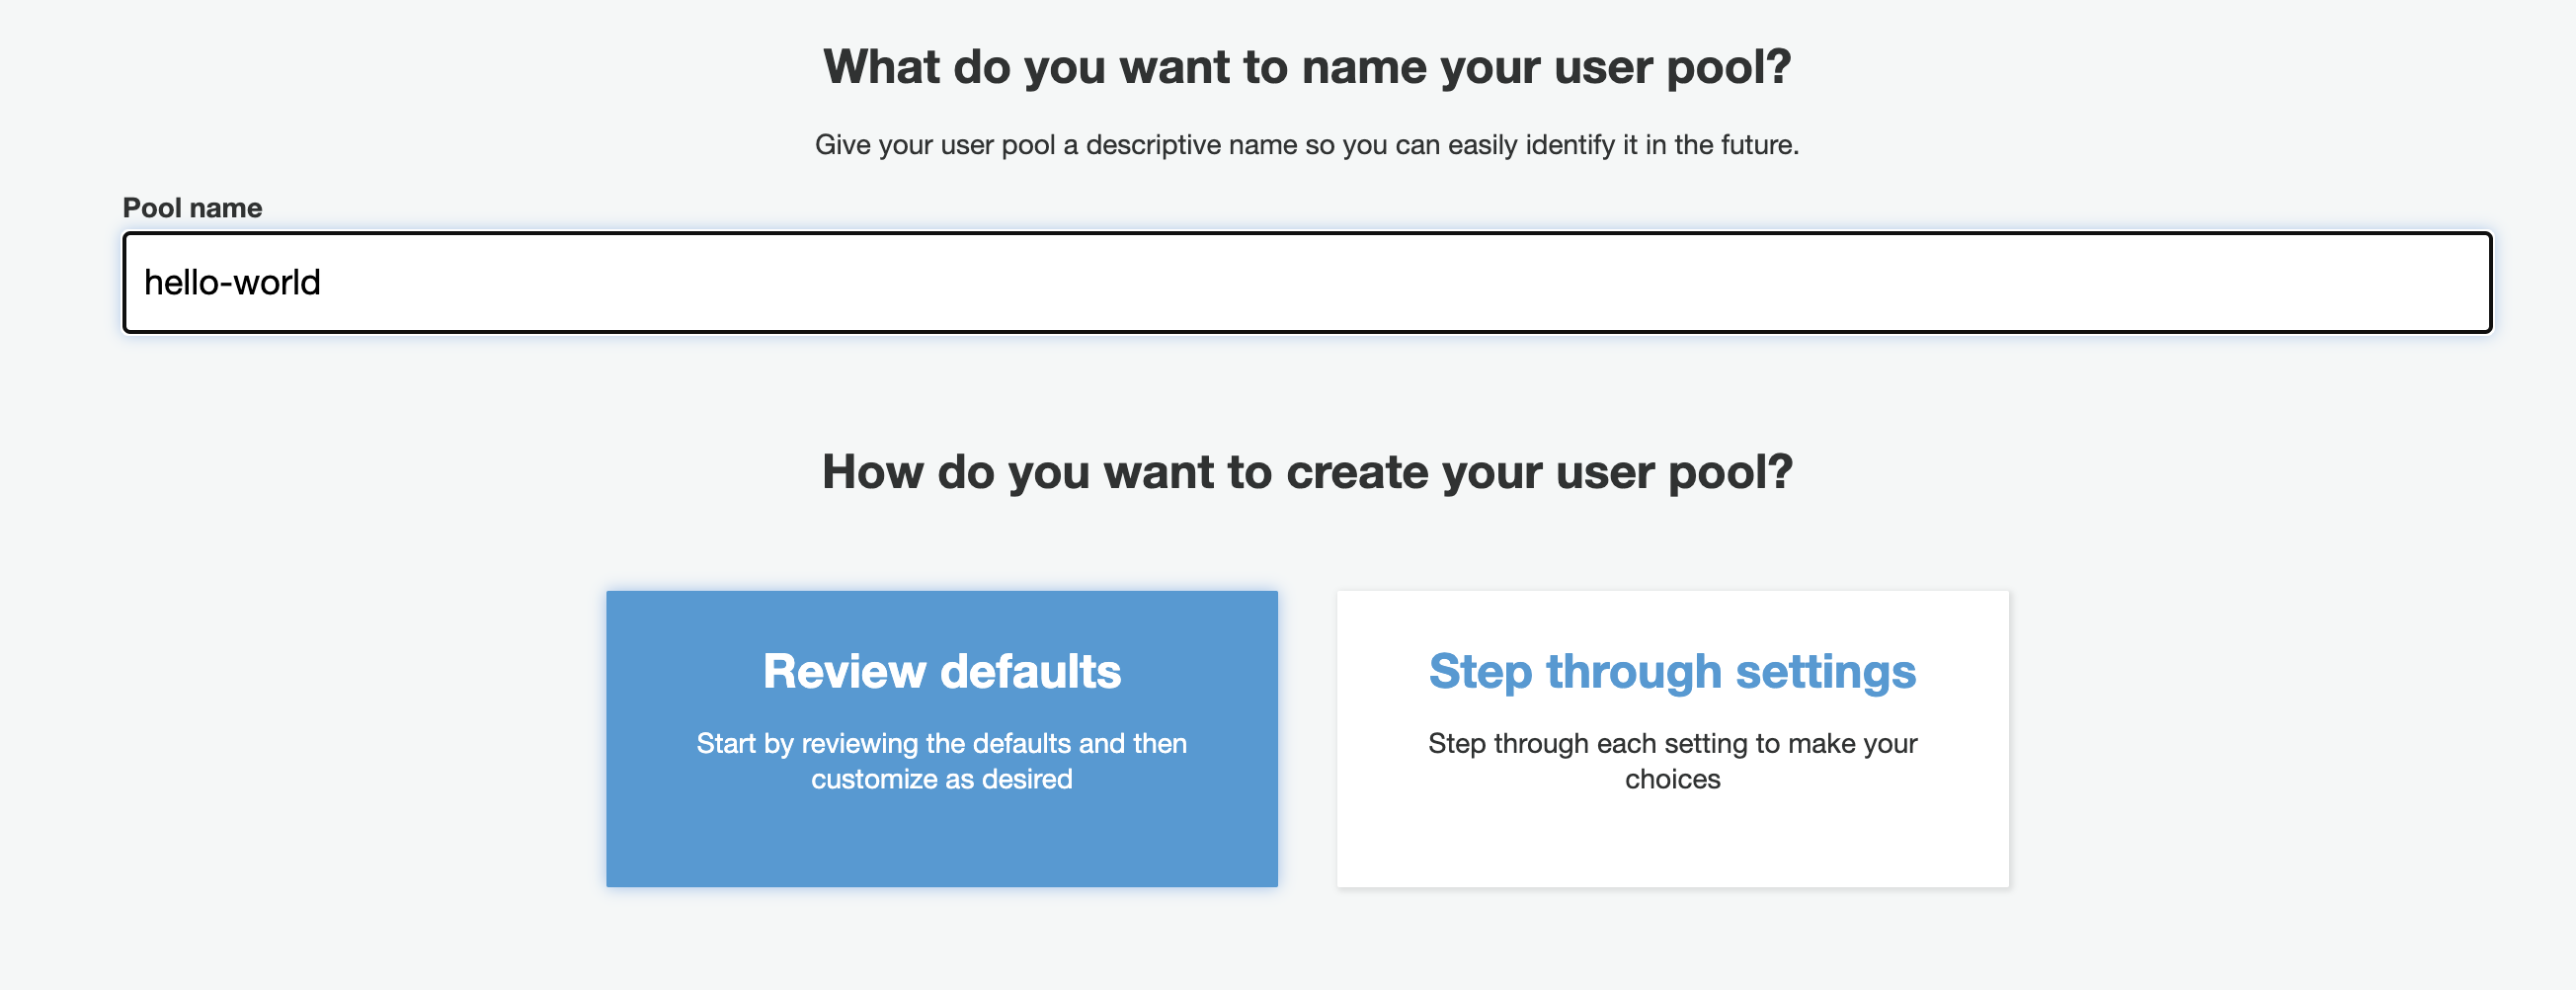 What do you want to name your user pool?
Give your user pool a descriptive name so you can easily identify it in the future.
Pool name
hello-world
How do you want to create your user pool?
Review defaults
Start by reviewing the defaults and then
customize as desired
Step through settings
Step through each setting to make your
choices